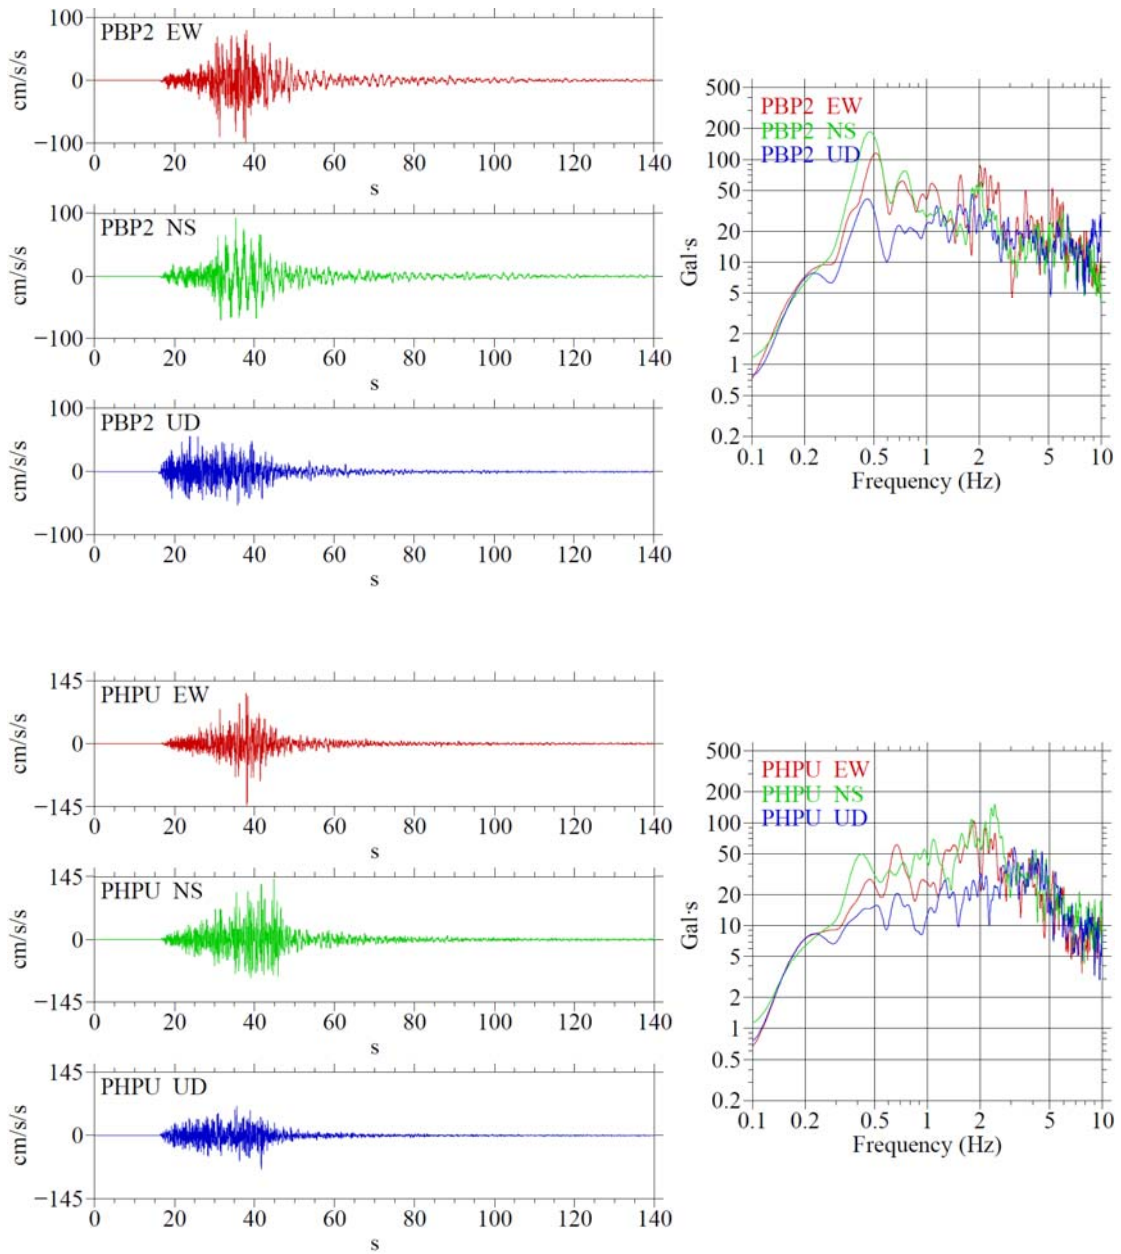 100
PBP2 EW
cm/s/s
0
−100
0 20 40 60 80 100 120 140
s
100
PBP2 NS
cm/s/s
0
−100
0 20 40 60 80 100 120 140
s
100
PBP2 UD
cm/s/s
0
−100
0 20 40 60 80 100 120 140
s
500
PBP2 EW
200
PBP2 NS
PBP2 UD
100
50
20
Gal·s
10
5
2
1
0.5
0.2
0.1 0.2 0.5 1 2 5 10
Frequency (Hz)
145
PHPU EW
cm/s/s
0
−145
0 20 40 60 80 100 120 140
s
145
PHPU NS
cm/s/s
0
−145
0 20 40 60 80 100 120 140
s
145
PHPU UD
cm/s/s
0
−145
0 20 40 60 80 100 120 140
s
500
PHPU EW
200
PHPU NS
PHPU UD
100
50
20
Gal·s
10
5
2
1
0.5
0.2
0.1 0.2 0.5 1 2 5 10
Frequency (Hz)